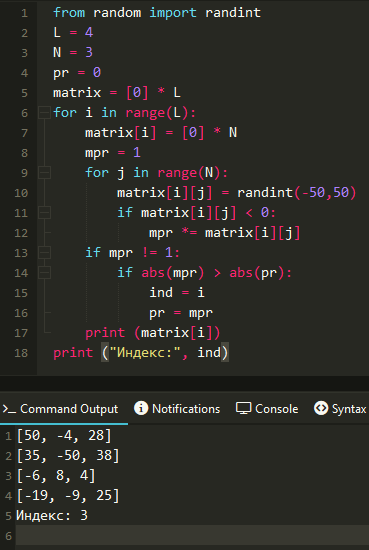 1 from random import randint
2 L = 4
3 N = 3
4 pr = 0
5 matrix = [0] * L
6 for i in range(L):
7 matrix[i] = [0] * N
8 mpr = 1
9 for j in range(N):
10 matrix[i][j] = randint(-50,50)
11 if matrix[i][j] < 0:
12 mpr *= matrix[i][j]
13 if mpr != 1:
14 if abs(mpr) > abs(pr):
15 ind = i
16 pr = mpr
17 print (matrix[i])
18 print ("Индекс:", ind)
Command Output Notifications Console Syntax
1 [50, -4, 28]
2 [35, -50, 38]
3 [-6, 8, 4]
4 [-19, -9, 25]
5 Индекс: 3
6